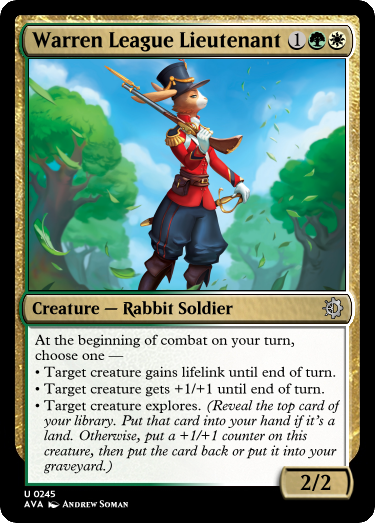 Warren League Lieutenant 1
Creature — Rabbit Soldier
At the beginning of combat on your turn,
choose one —
• Target creature gains lifelink until end of turn.
• Target creature gets +1/+1 until end of turn.
• Target creature explores. (Reveal the top card of
your library. Put that card into your hand if it's a
land. Otherwise, put a +1/+1 counter on this
creature, then put the card back or put it into your
graveyard.)
2/2
U 0245
AVA Andrew Soman